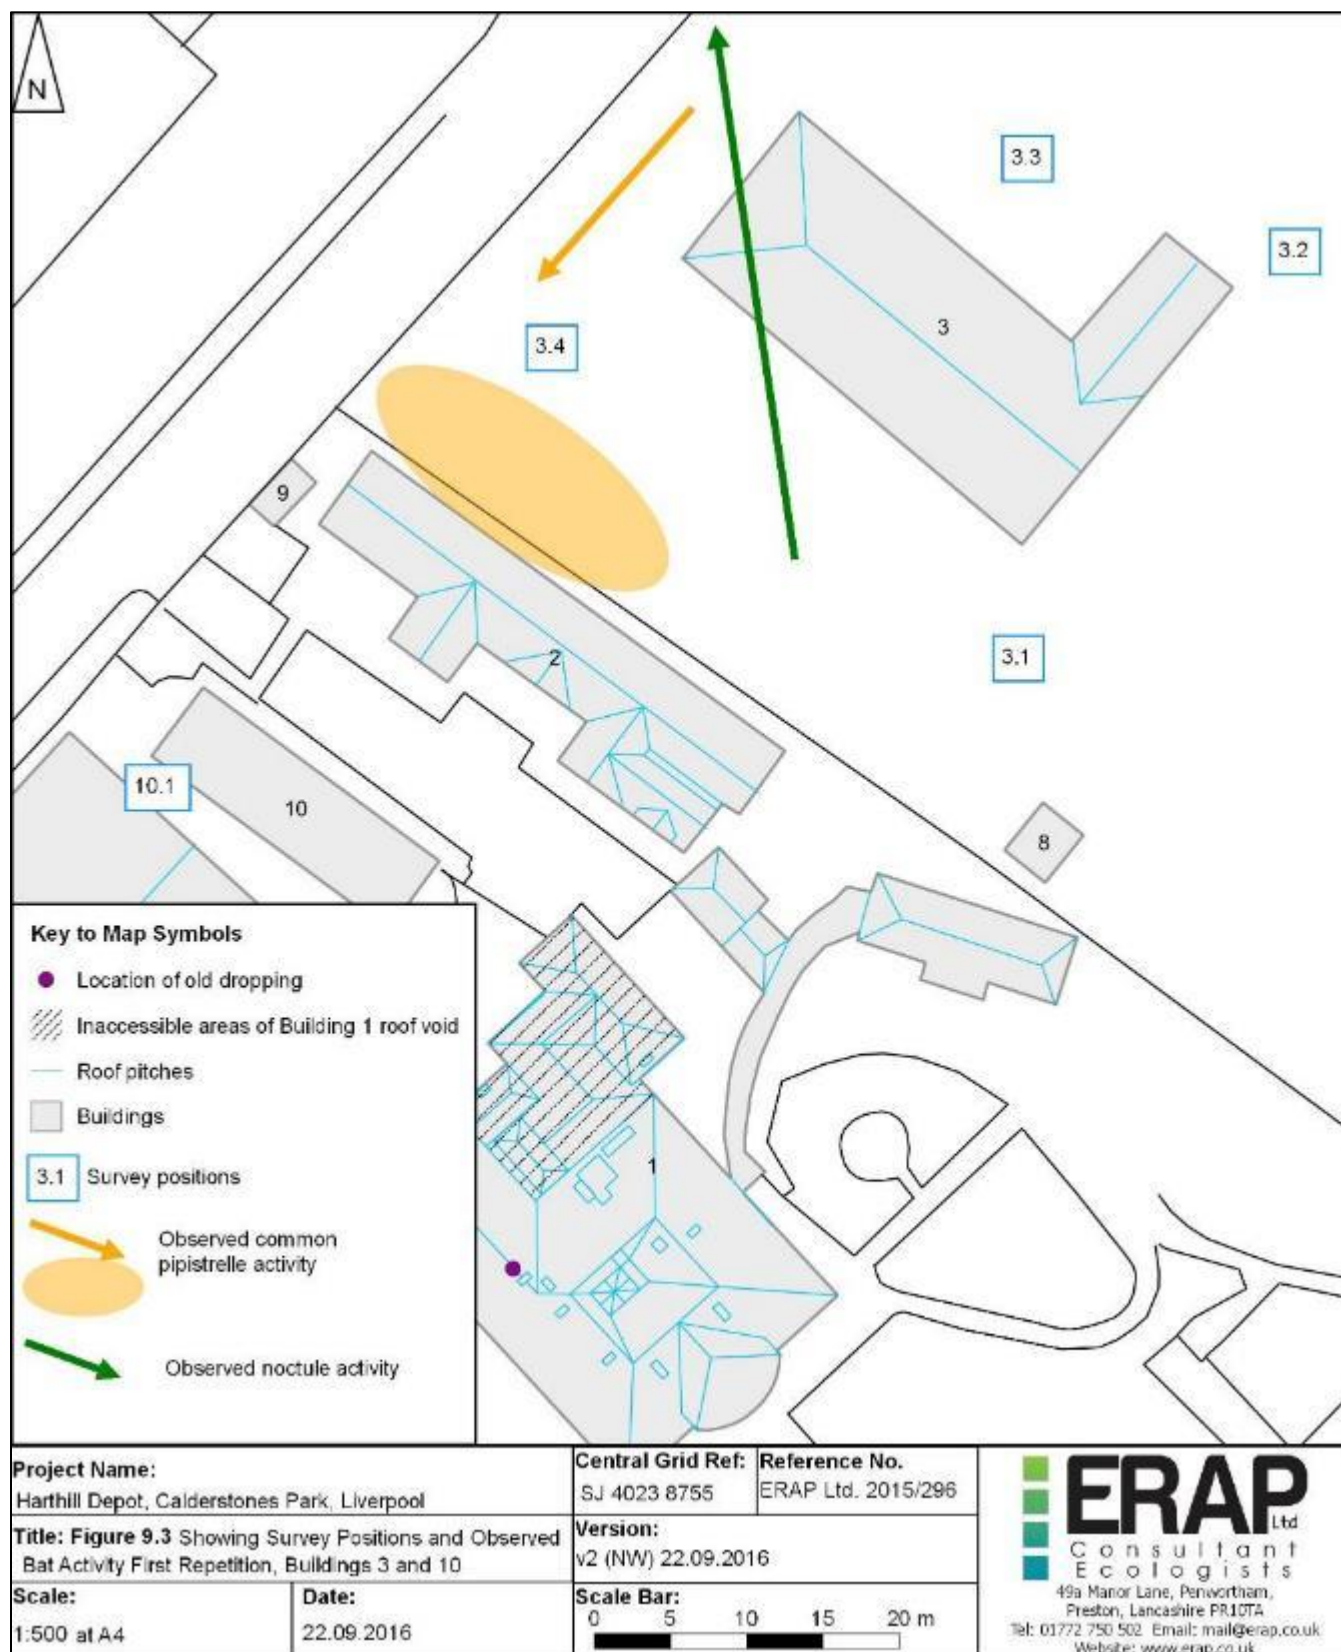 N
3.3
3.2
3
3.4
9
2
3.1
10.1
10
8
1
Key to Map Symbols
Location of old dropping
Inaccessible areas of Building 1 roof void
Roof pitches
Buildings
3.1 Survey positions
Observed common
pipistrelle activity
Observed noctule activity
Project Name:
Harthill Depot, Calderstones Park, Liverpool
Central Grid Ref:
SJ 4023 8755
Reference No.
ERAP Ltd. 2015/296
Title: Figure 9.3 Showing Survey Positions and Observed
Bat Activity First Repetition, Buildings 3 and 10
Version:
v2 (NW) 22.09.2016
Scale:
1:500 at A4
Date:
22.09.2016
Scale Bar:
0 5 10 15 20 m
ERAP
Ltd
Consultant
Ecologists
49a Manor Lane, Penwortham,
Preston, Lancashire PR10TA
Tel: 01772 750 502 Email: mail@erap.co.uk
Website: www.erap.co.uk